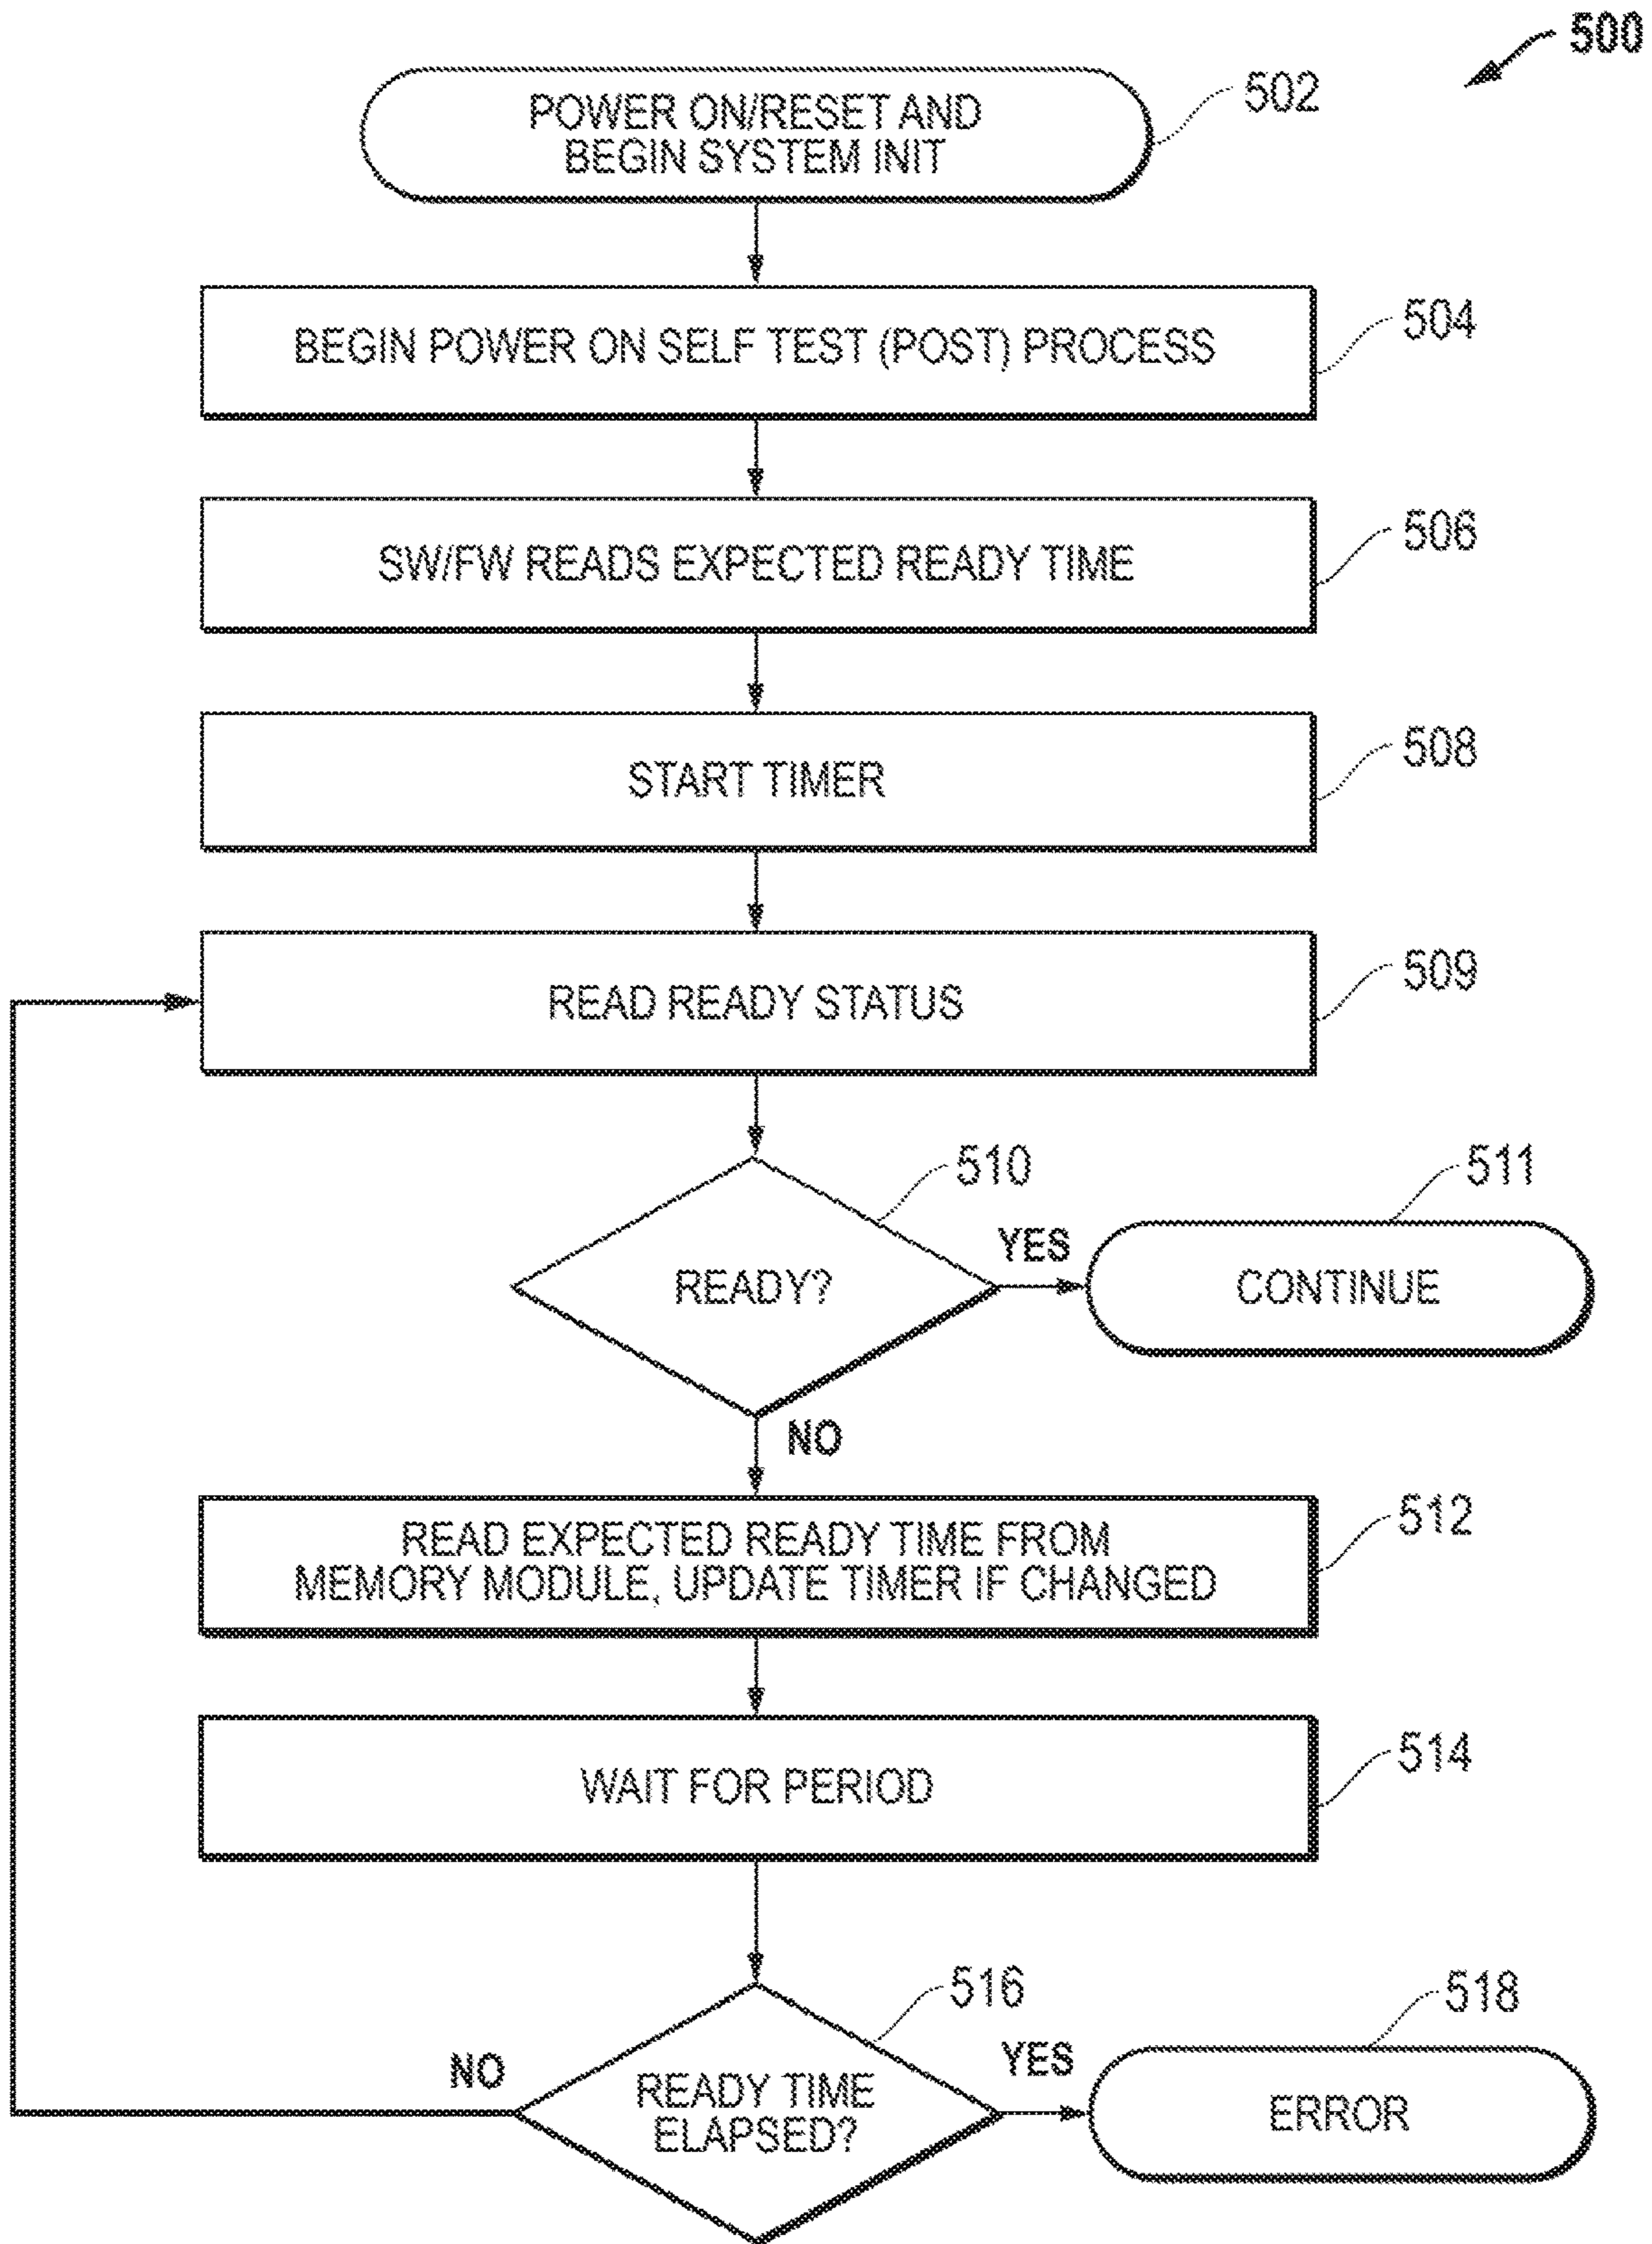 500
POWER ON/RESET AND
BEGIN SYSTEM INIT
502
BEGIN POWER ON SELF TEST (POST) PROCESS
504
SW/FW READS EXPECTED READY TIME
506
START TIMER
508
READ READY STATUS
509
READY?
510
YES
CONTINUE
511
NO
READ EXPECTED READY TIME FROM
MEMORY MODULE, UPDATE TIMER IF CHANGED
512
WAIT FOR PERIOD
514
READY TIME
ELAPSED?
516
NO
YES
ERROR
518